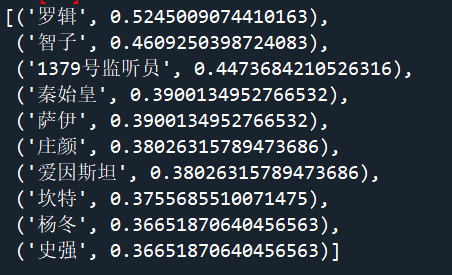 [('罗辑', 0.5245009074410163),
('智子', 0.4609250398724083),
('1379号监听员', 0.4473684210526316),
('秦始皇', 0.3900134952766532),
('萨伊', 0.3900134952766532),
('庄颜', 0.38026315789473686),
('爱因斯坦', 0.38026315789473686),
('坎特', 0.3755685510071475),
('杨冬', 0.36651870640456563),
('史强', 0.36651870640456563)]